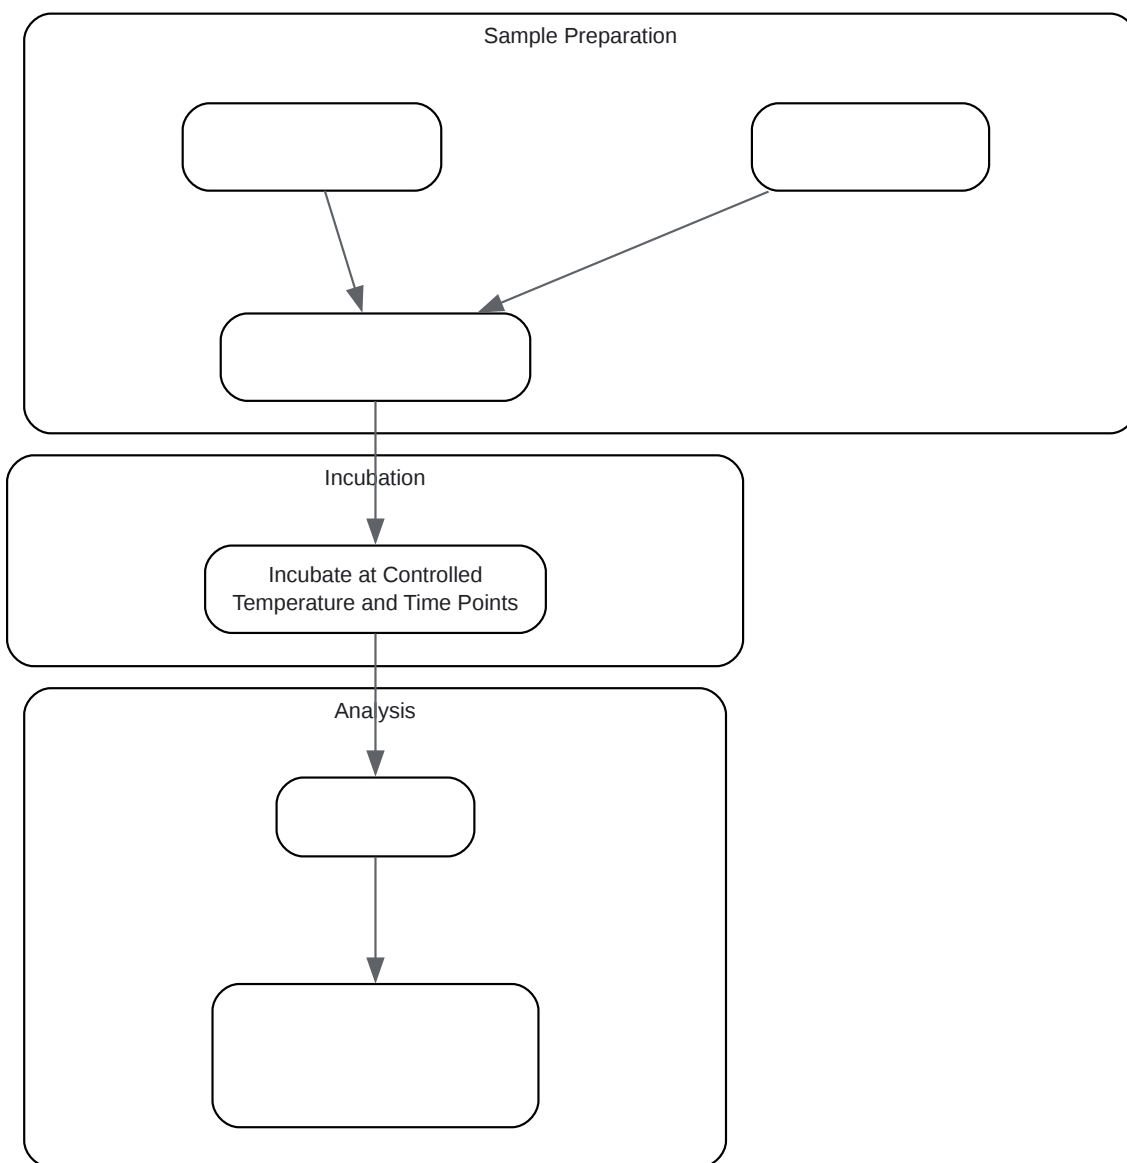 Sample Preparation
Incubation
Incubate at Controlled
Temperature and Time Points
Analysis